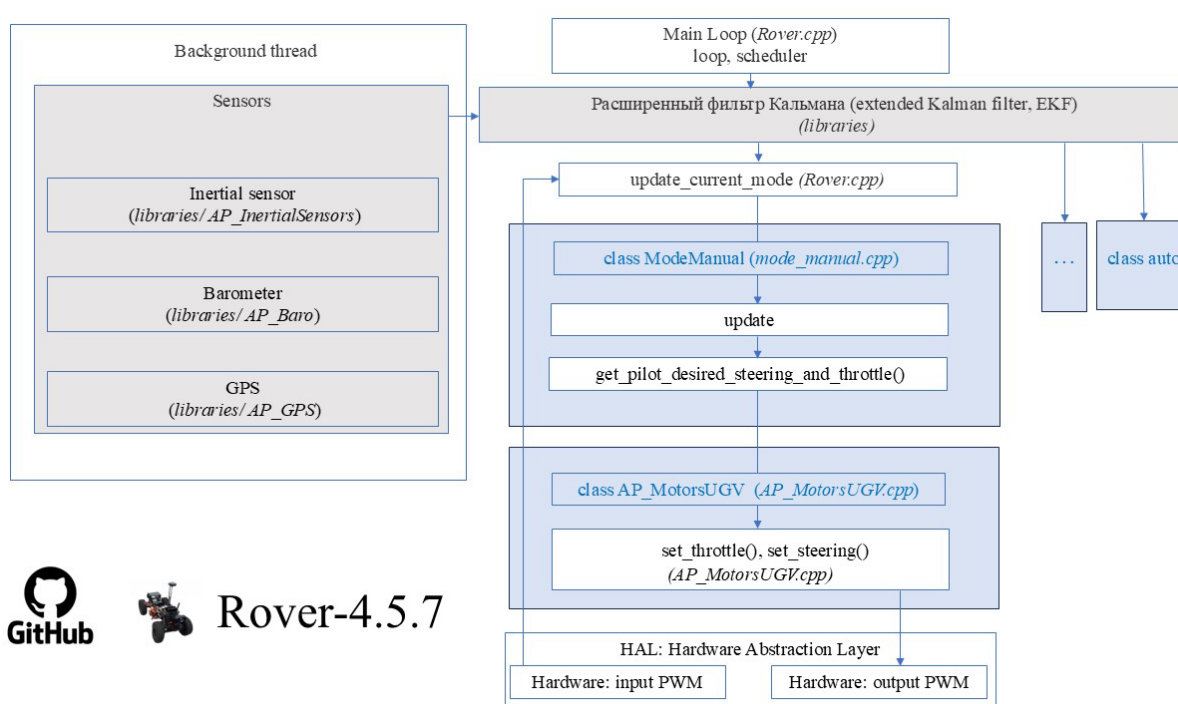 Background thread
Sensors
Inertial sensor
(libraries/AP_InertialSensors)
Barometer
(libraries/AP_Baro)
GPS
(libraries/AP_GPS)
Main Loop (Rover.cpp)
loop, scheduler
Расширенный фильтр Кальмана (extended Kalman filter, EKF)
(libraries)
update_current_mode (Rover.cpp)
class ModeManual (mode_manual.cpp)
update
get_pilot_desired_steering_and_throttle()
...
class auto
class AP_MotorsUGV (AP_MotorsUGV.cpp)
set_throttle(), set_steering()
(AP_MotorsUGV.cpp)
HAL: Hardware Abstraction Layer
Hardware: input PWM
Hardware: output PWM
GitHub
Rover-4.5.7